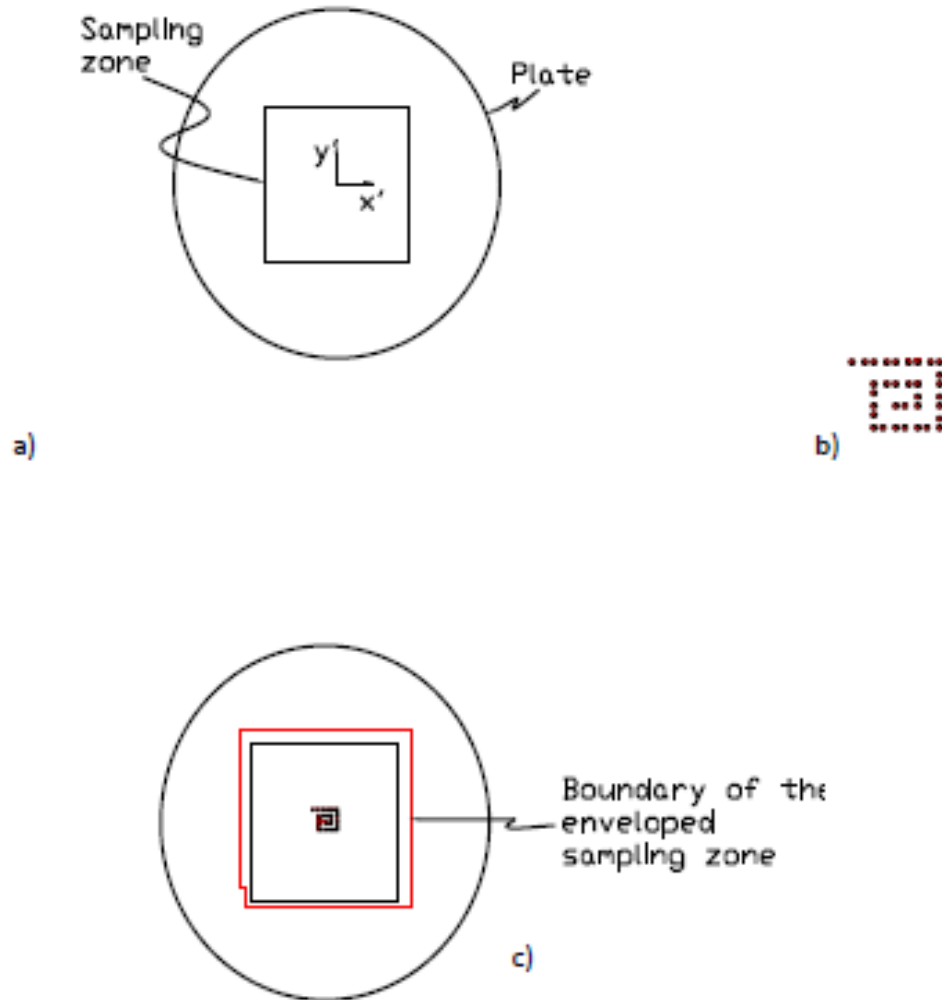 Sampling
zone
Plate
y'
x'
a)
b)
Boundary of the
enveloped
sampling zone
c)